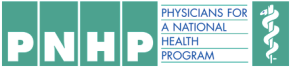 PNHP
PHYSICIANS FOR
A NATIONAL
HEALTH
PROGRAM